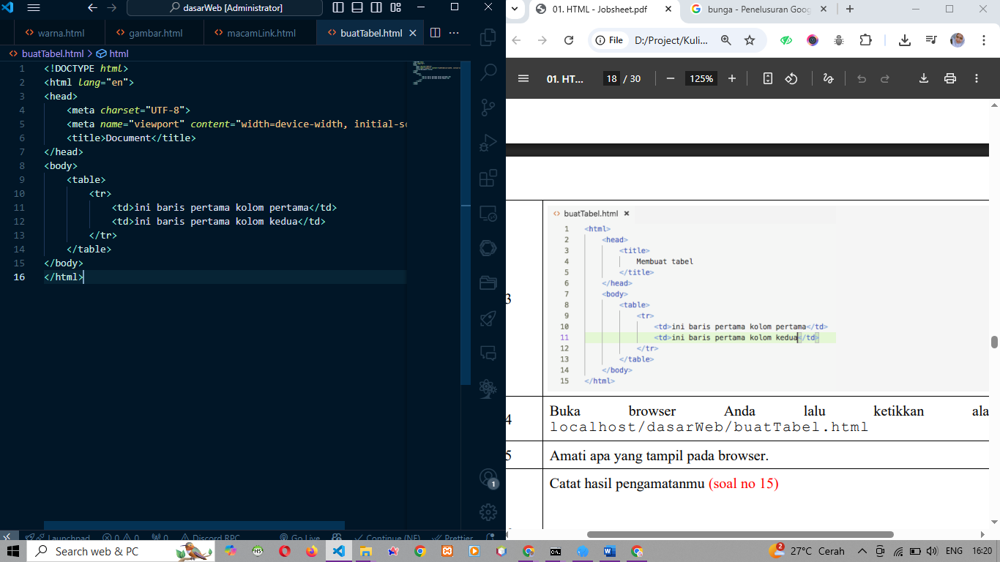 dasarWeb [Administrator]
warna.html
gambar.html
macamLink.html
buatTabel.html
buatTabel.html > html
1 <!DOCTYPE html>
2 <html lang="en">
3 <head>
4 <meta charset="UTF-8">
5 <meta name="viewport" content="width=device-width, initial-sc
6 <title>Document</title>
7 </head>
8 <body>
9 <table>
10 <tr>
11 <td>ini baris pertama kolom pertama</td>
12 <td>ini baris pertama kolom kedua</td>
13 </tr>
14 </table>
15 </body>
16 </html>
1
Launchpad 0 0 0 Discord RPC Go Live Continue (NE) Prettier
01. HTML - Jobsheet.pdf
bunga - Penelusuran Goog
File D:/Project/Kuli...
01. HT... 18 / 30 125%
3
buatTabel.html
1 <html>
2 <head>
3 <title>
4 Membuat tabel
5 </title>
6 </head>
7 <body>
8 <table>
9 <tr>
10 <td>ini baris pertama kolom pertama</td>
11 <td>ini baris pertama kolom kedua</td>
12 </tr>
13 </table>
14 </body>
15 </html>
4
Buka browser Anda lalu ketikkan ala
localhost/dasarWeb/buatTabel.html
5
Amati apa yang tampil pada browser.
Catat hasil pengamatanmu (soal no 15)
Search web & PC
2
27°C Cerah
ENG
16:20